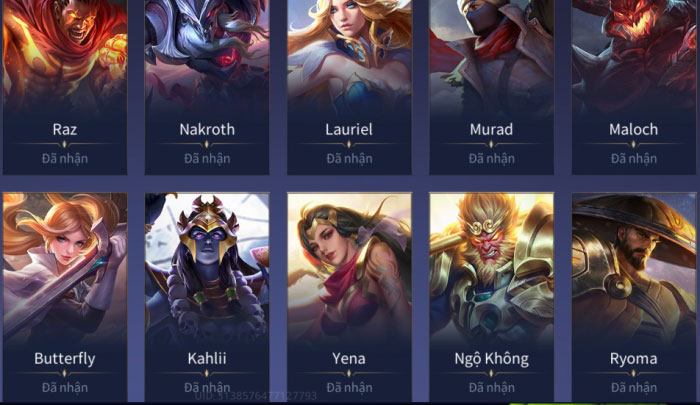 Raz
Nakroth
Lauriel
Murad
Maloch
Đã nhận
Đã nhận
Đã nhận
Đã nhận
Đã nhận
Butterfly
Kahlii
Yena
Ngộ Không
Ryoma
Đã nhận
Đã nhận
Đã nhận
Đã nhận
Đã nhận
UID:3138576477127793